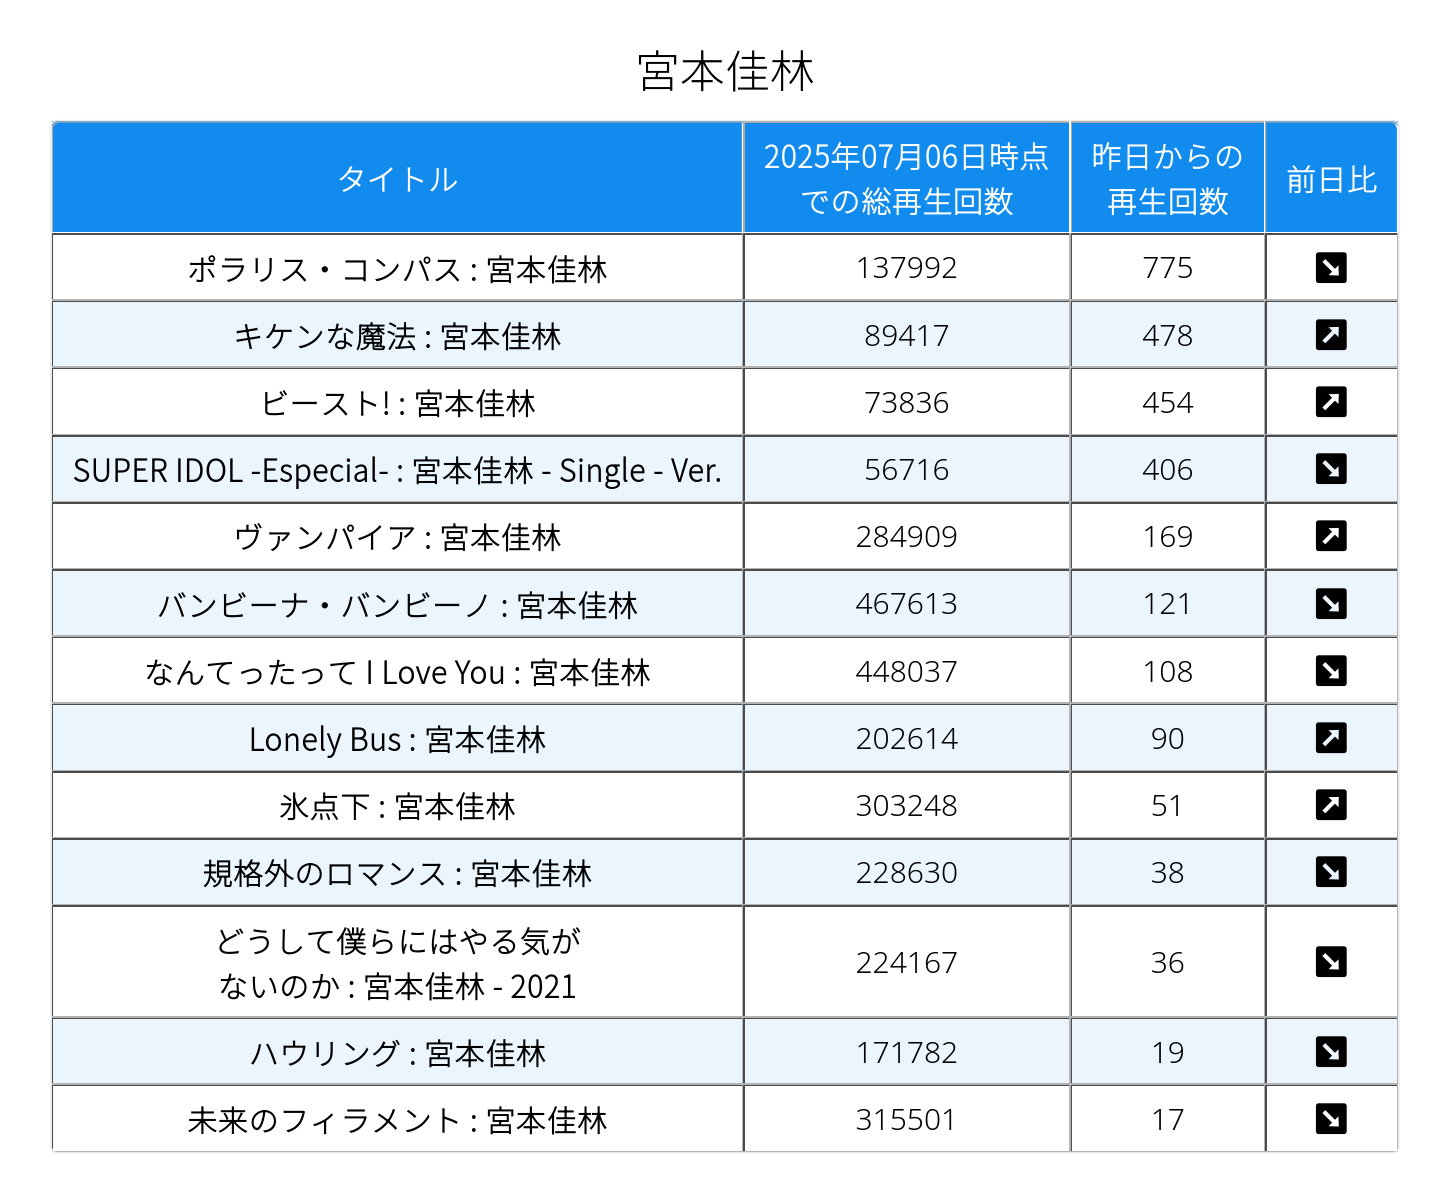 宮本佳林
タイトル
2025年07月06日時点
での総再生回数
昨日からの
再生回数
前日比
ポラリス・コンパス : 宮本佳林 137992 775
キケンな魔法 : 宮本佳林 89417 478
ビースト! : 宮本佳林 73836 454
SUPER IDOL -Especial- : 宮本佳林 - Single - Ver. 56716 406
ヴァンパイア : 宮本佳林 284909 169
バンビーナ・バンビーノ : 宮本佳林 467613 121
なんてったって I Love You : 宮本佳林 448037 108
Lonely Bus : 宮本佳林 202614 90
氷点下 : 宮本佳林 303248 51
規格外のロマンス : 宮本佳林 228630 38
どうして僕らにはやる気が
ないのか : 宮本佳林 - 2021
224167 36
ハウリング : 宮本佳林 171782 19
未来のフィラメント : 宮本佳林 315501 17